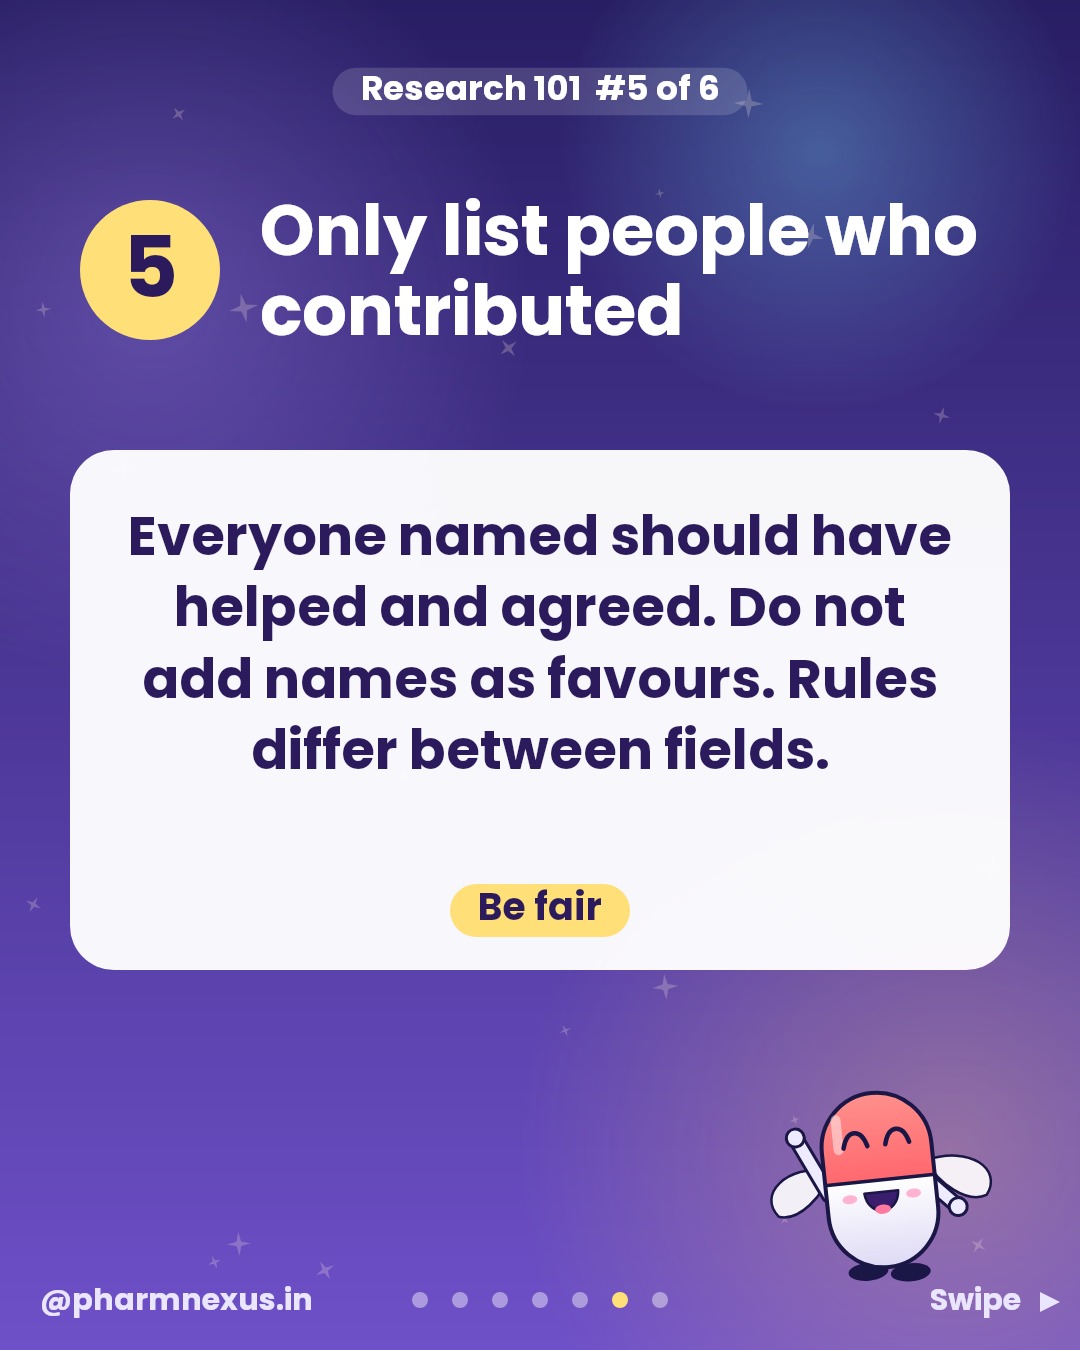 Research 101 #5 of 6
5
Only list people who
contributed
Everyone named should have
helped and agreed. Do not
add names as favours. Rules
differ between fields.
Be fair
@pharmnexus.in
Swipe ▶